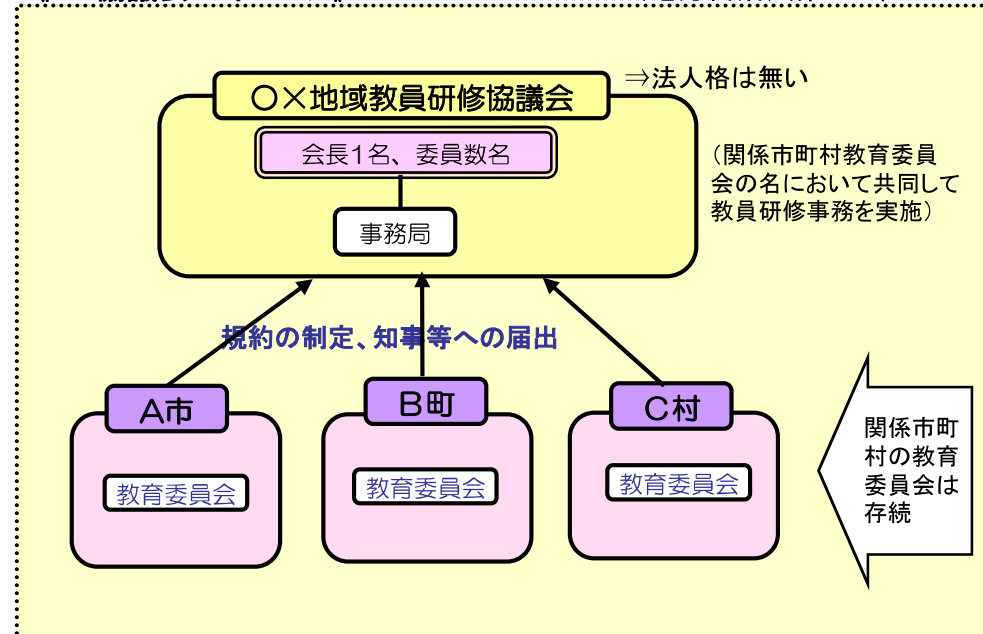 ⇒法人格は無い
○×地域教員研修協議会
会長1名、委員数名
事務局
(関係市町村教育委員
会の名において共同して
教員研修事務を実施)
規約の制定、知事等への届出
A市
B町
C村
教育委員会
教育委員会
教育委員会
関係市町
村の教育
委員会は
存続